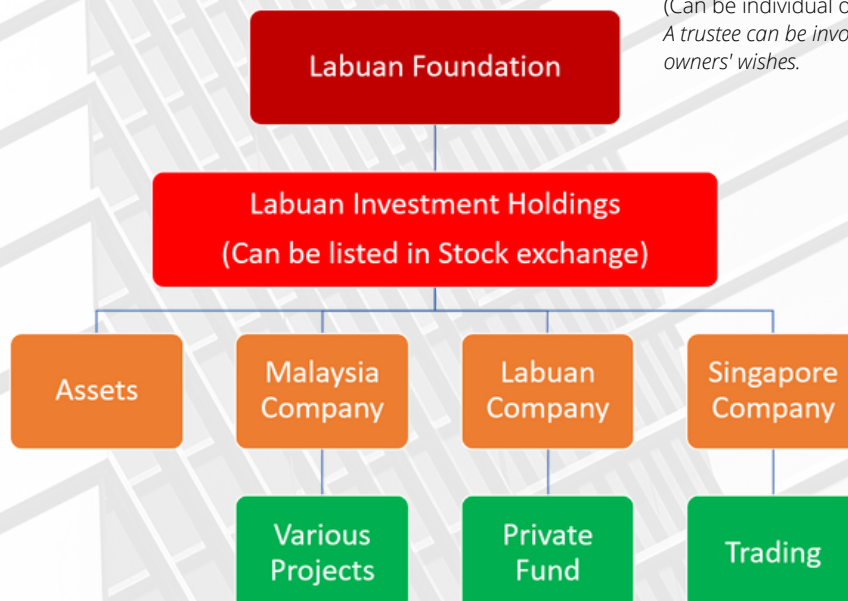 (Can be individual o
A trustee can be invo
owners' wishes.
Labuan Foundation
Labuan Investment Holdings
(Can be listed in Stock exchange)
Assets
Malaysia
Company
Labuan
Company
Singapore
Company
Various
Projects
Private
Fund
Trading